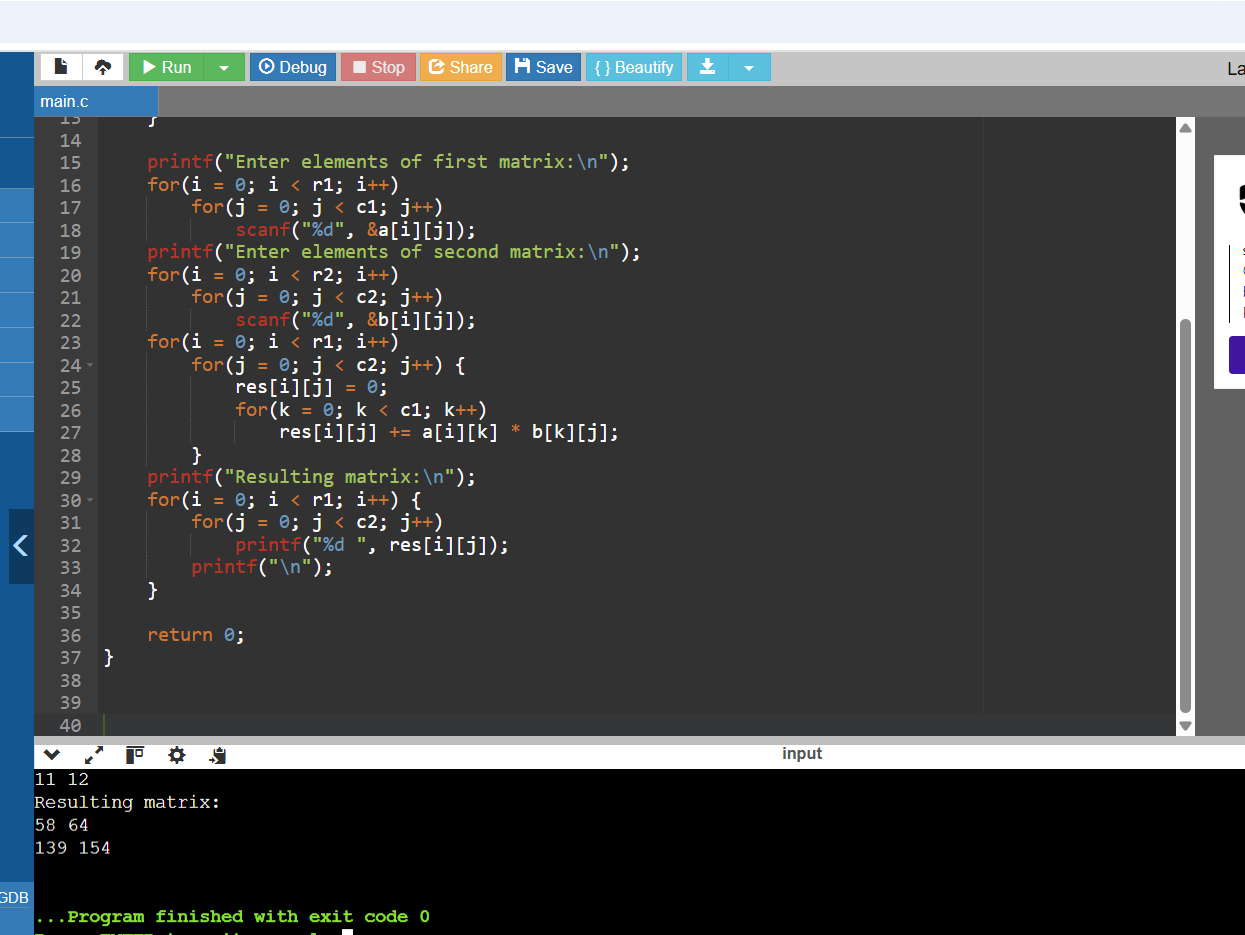 Run
Debug
Stop
Share
Save
{ } Beautify
La
main.c
13     }
14
15     printf("Enter elements of first matrix:\n");
16     for(i = 0; i < r1; i++)
17         for(j = 0; j < c1; j++)
18             scanf("%d", &a[i][j]);
19     printf("Enter elements of second matrix:\n");
20     for(i = 0; i < r2; i++)
21         for(j = 0; j < c2; j++)
22             scanf("%d", &b[i][j]);
23     for(i = 0; i < r1; i++)
24         for(j = 0; j < c2; j++) {
25             res[i][j] = 0;
26             for(k = 0; k < c1; k++)
27                 res[i][j] += a[i][k] * b[k][j];
28         }
29     printf("Resulting matrix:\n");
30     for(i = 0; i < r1; i++) {
31         for(j = 0; j < c2; j++)
32             printf("%d ", res[i][j]);
33         printf("\n");
34     }
35
36     return 0;
37 }
38
39
40
input
11 12
Resulting matrix:
58 64
139 154
GDB
...Program finished with exit code 0